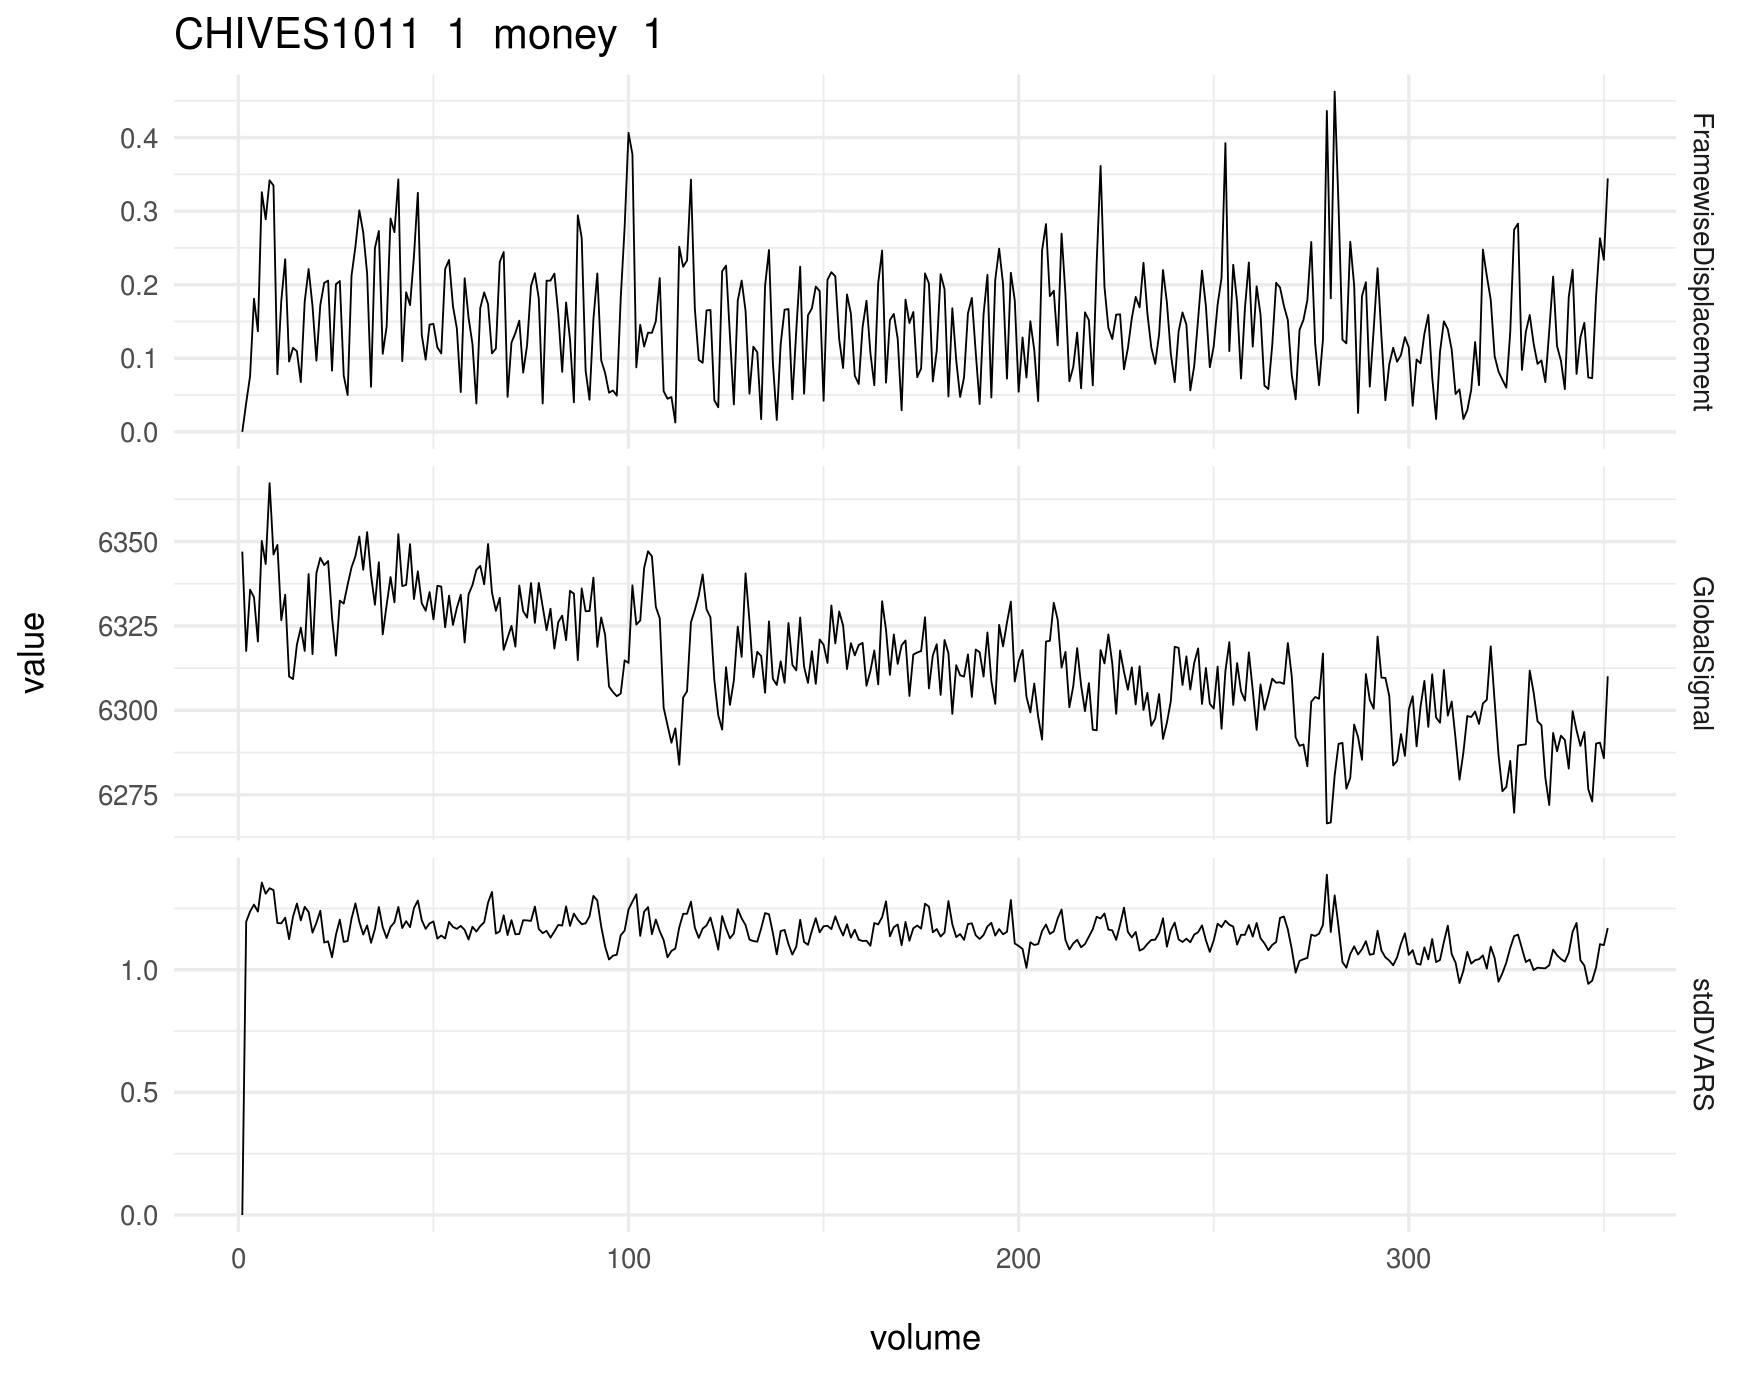 CHIVES1011 1 money 1
0.4
0.3
0.2
0.1
0.0
FramewiseDisplacement
6350
6325
6300
6275
GlobalSignal
value
1.0
0.5
0.0
stdDVARS
0 100 200 300
volume